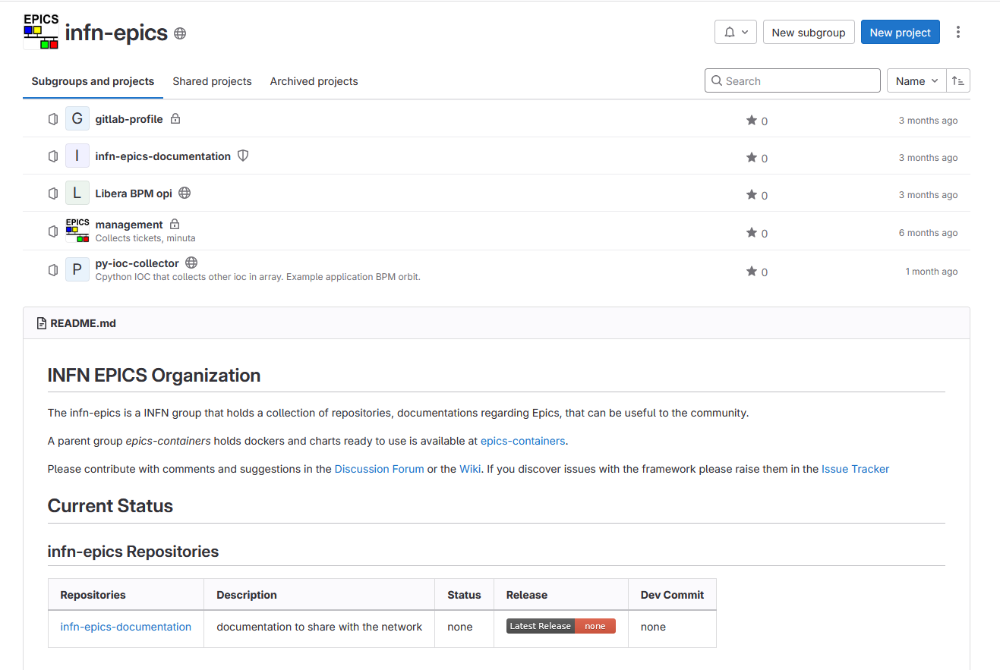 EPICS
infn-epics
New subgroup
New project
Subgroups and projects
Shared projects
Archived projects
Search
Name
G
gitlab-profile
0
3 months ago
I
infn-epics-documentation
0
3 months ago
L
Libera BPM opi
0
3 months ago
EPICS
management
Collects tickets, minuta
0
6 months ago
P
py-ioc-collector
Cpython IOC that collects other ioc in array. Example application BPM orbit.
0
1 month ago
README.md
INFN EPICS Organization
The infn-epics is a INFN group that holds a collection of repositories, documentations regarding Epics, that can be useful to the community.
A parent group epics-containers holds dockers and charts ready to use is available at epics-containers.
Please contribute with comments and suggestions in the Discussion Forum or the Wiki. If you discover issues with the framework please raise them in the Issue Tracker
Current Status
infn-epics Repositories
Repositories Description Status Release Dev Commit
infn-epics-documentation documentation to share with the network none Latest Release none none